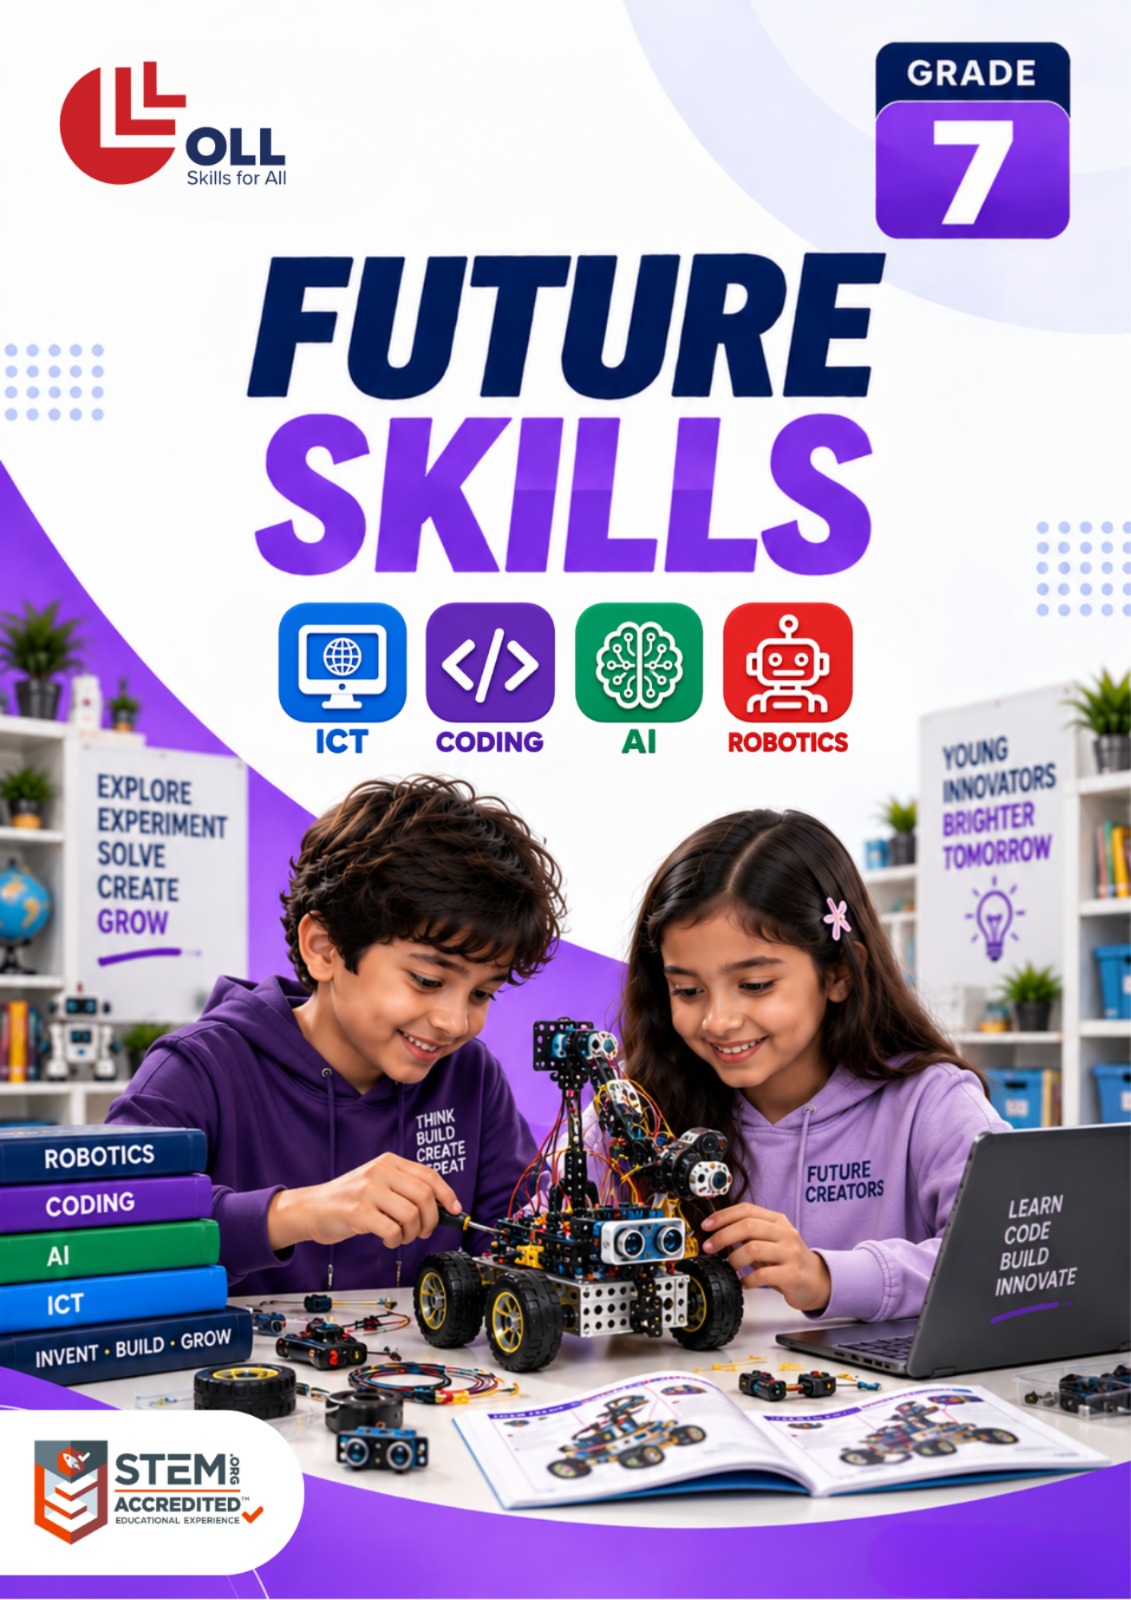 OLL
Skills for All
GRADE
7
FUTURE
SKILLS
ICT
CODING
AI
ROBOTICS
EXPLORE
EXPERIMENT
SOLVE
CREATE
GROW
YOUNG
INNOVATORS
BRIGHTER
TOMORROW
THINK
BUILD
CREATE
FUTURE
CREATORS
LEARN
CODE
BUILD
INNOVATE
ROBOTICS
CODING
AI
ICT
INVENT · BUILD · GROW
STEM.ORG
ACCREDITED™
EDUCATIONAL EXPERIENCE